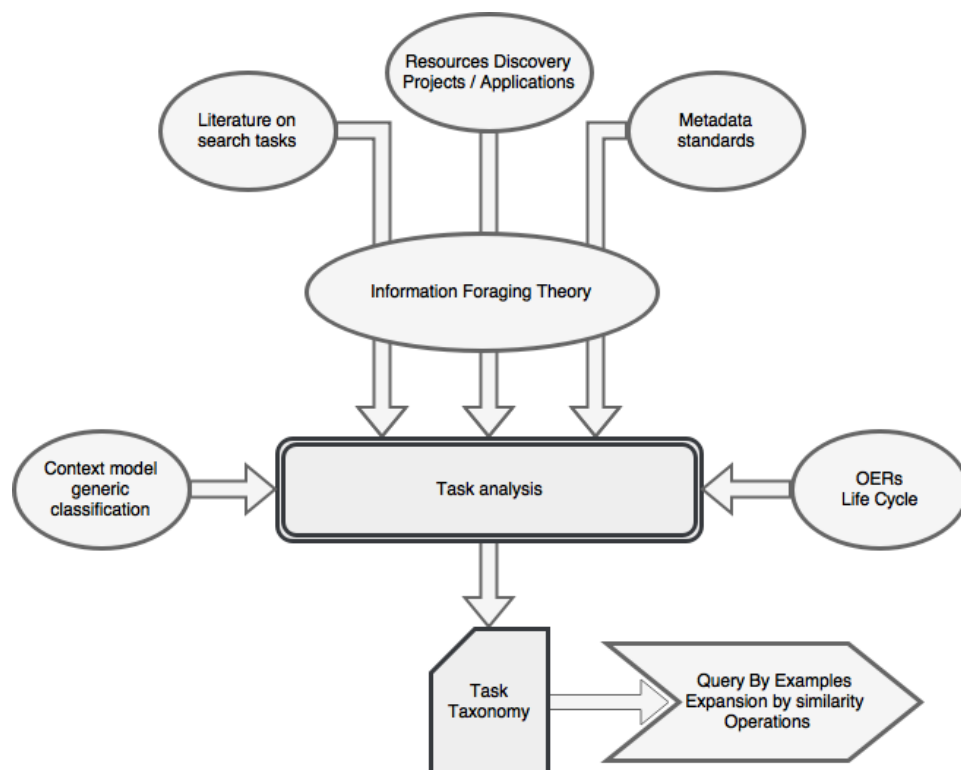 Resources Discovery
Projects / Applications
Literature on
search tasks
Metadata
standards
Information Foraging Theory
Context model
generic
classification
Task analysis
OERs
Life Cycle
Task
Taxonomy
Query By Examples
Expansion by similarity
Operations